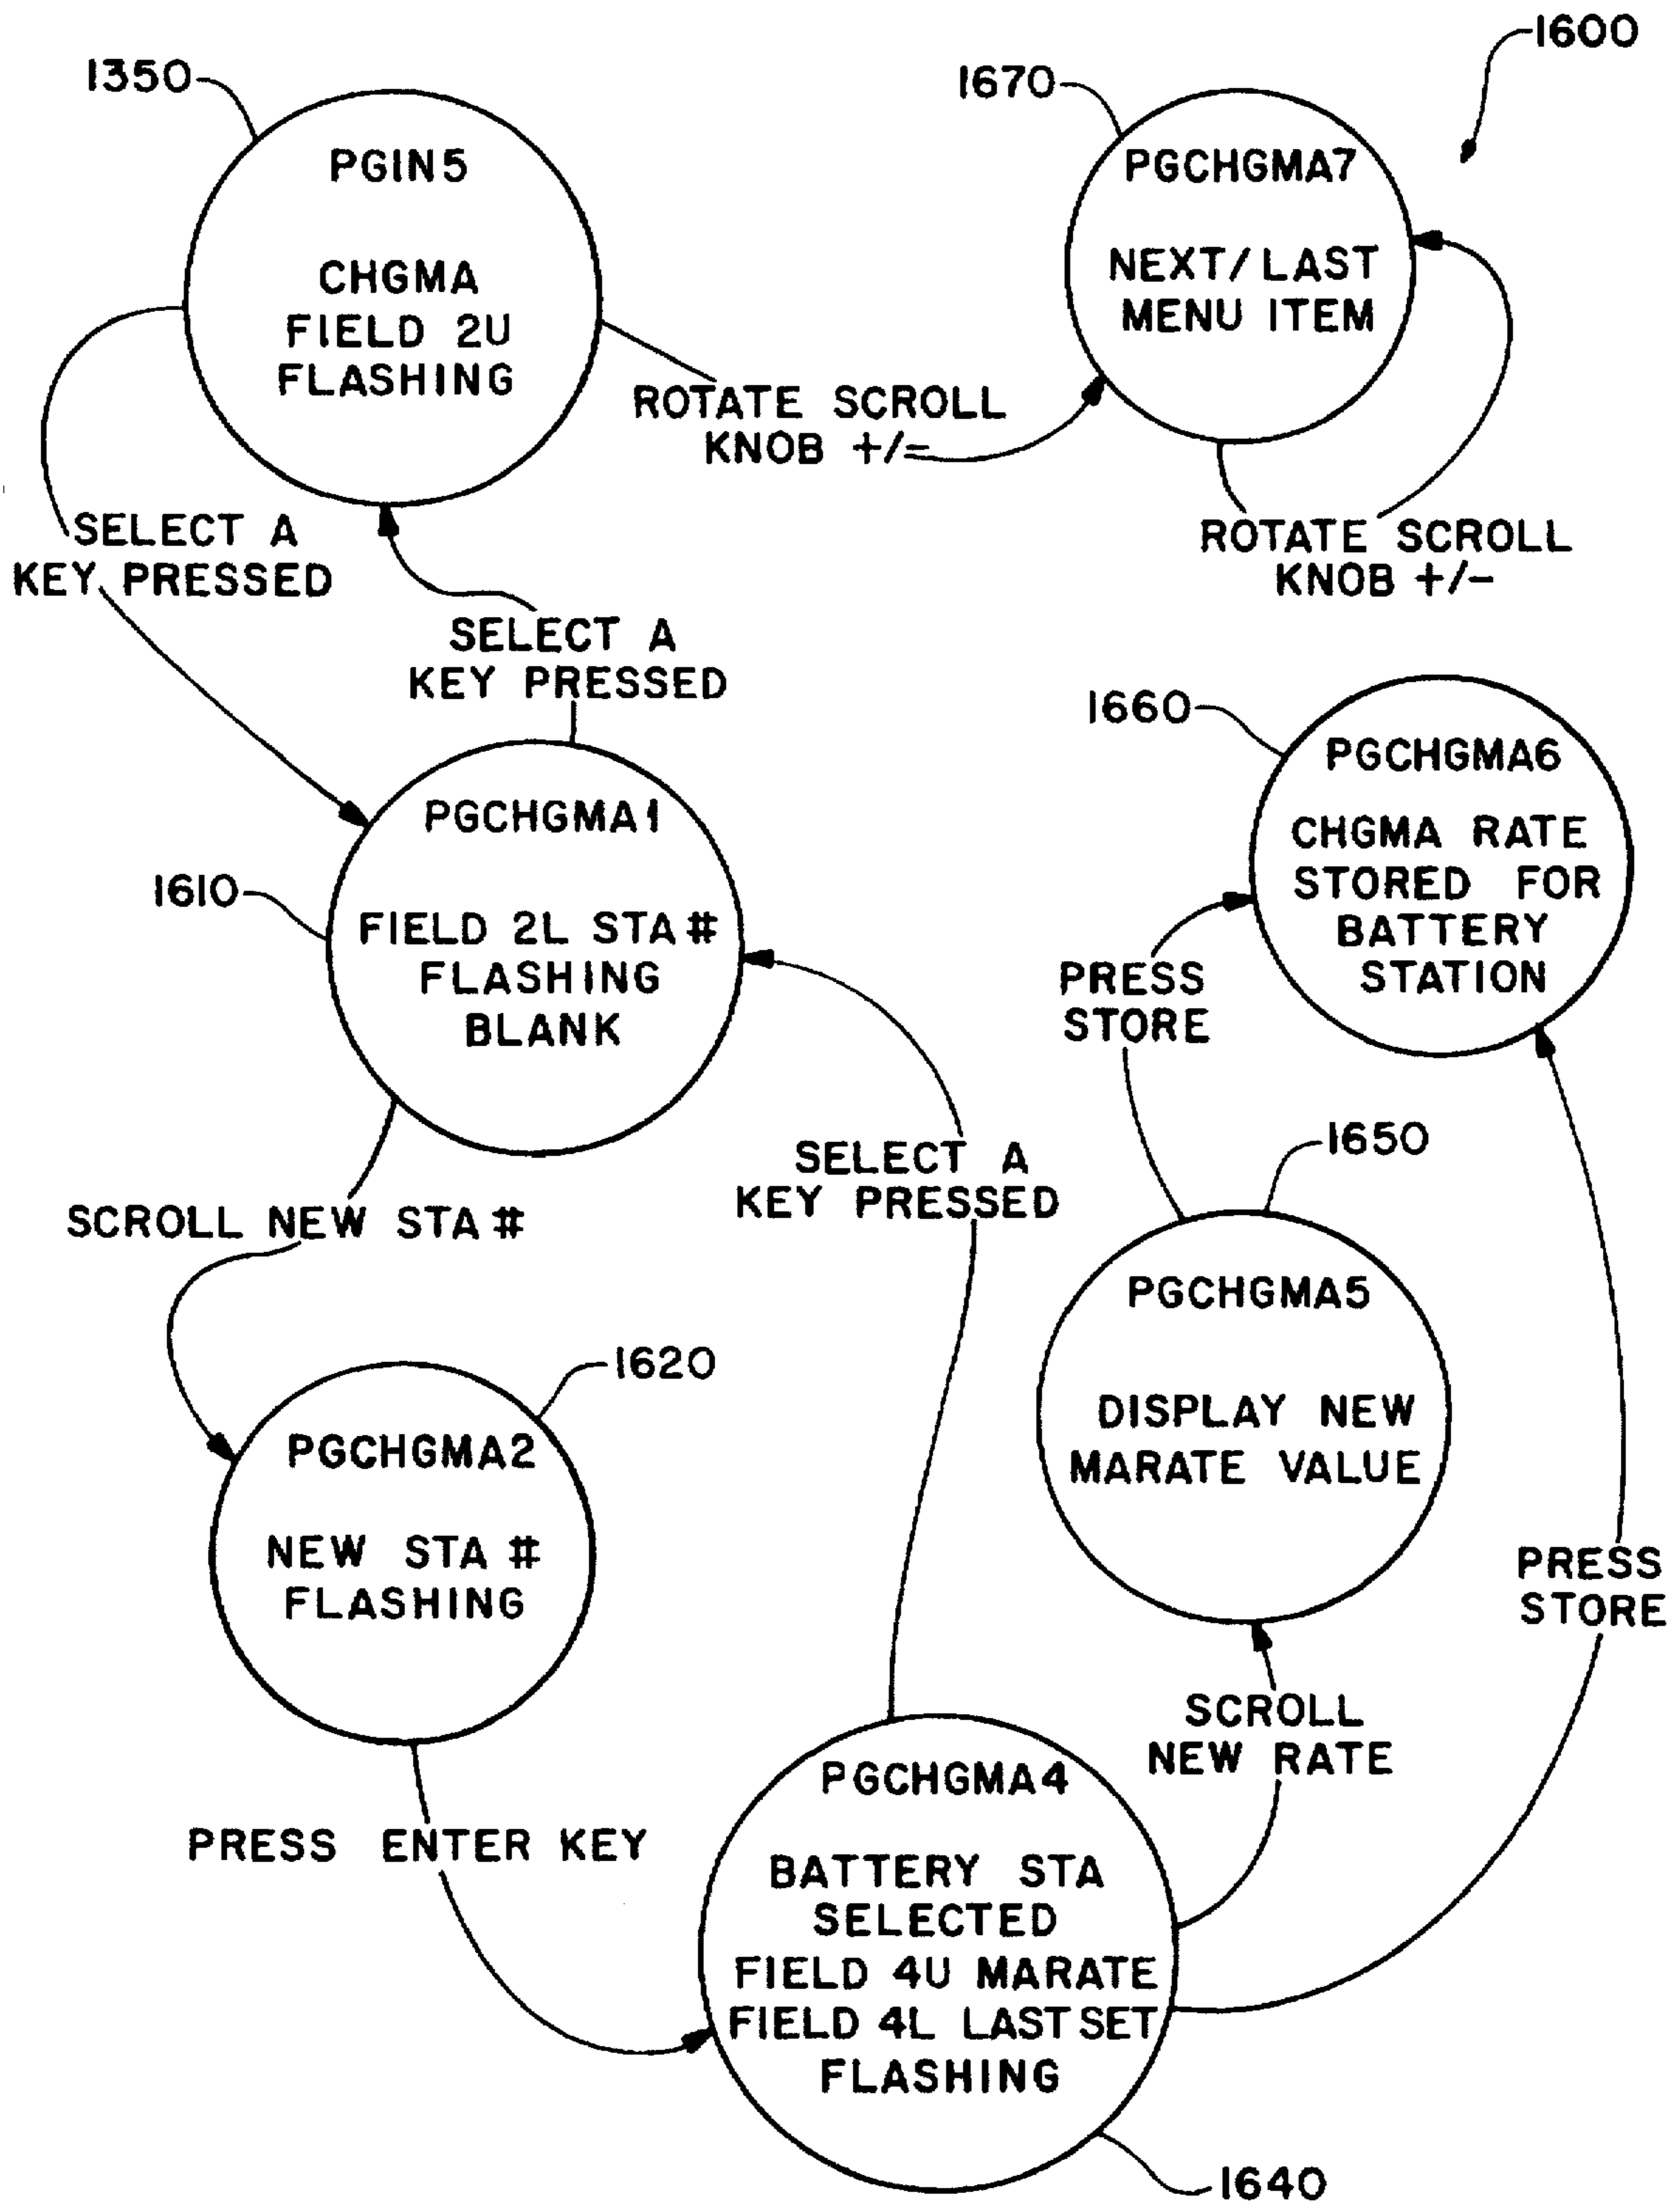 1600
1350
PGIN5
CHGMA
FIELD 2U
FLASHING
1670
PGCHGMA7
NEXT/LAST
MENU ITEM
ROTATE SCROLL
KNOB +/-
ROTATE SCROLL
KNOB +/-
SELECT A
KEY PRESSED
SELECT A
KEY PRESSED
1660
PGCHGMA6
CHGMA RATE
STORED FOR
BATTERY
STATION
1610
PGCHGMA1
FIELD 2L STA #
FLASHING
BLANK
PRESS
STORE
SELECT A
KEY PRESSED
1650
PGCHGMA5
DISPLAY NEW
MARATE VALUE
SCROLL NEW STA #
1620
PGCHGMA2
NEW STA #
FLASHING
PRESS
STORE
SCROLL
NEW RATE
PRESS ENTER KEY
PGCHGMA4
BATTERY STA
SELECTED
FIELD 4U MARATE
FIELD 4L LAST SET
FLASHING
1640